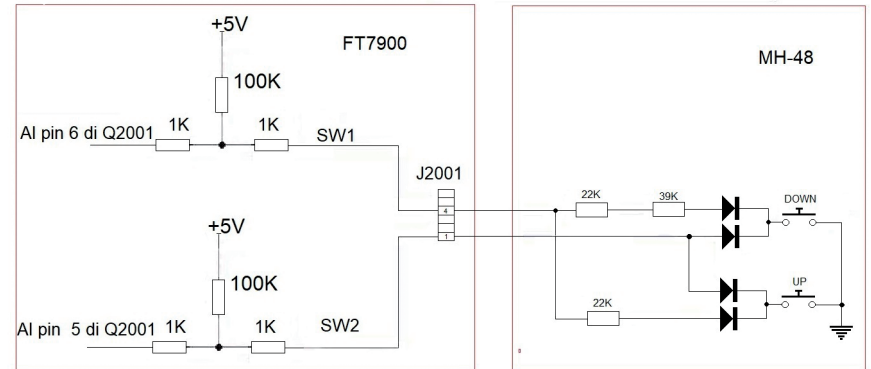 +5V
FT7900
MH-48
100K
1K
1K
Al pin 6 di Q2001
SW1
J2001
22K
39K
DOWN
4
+5V
1
100K
UP
22K
1K
1K
SW2
Al pin 5 di Q2001